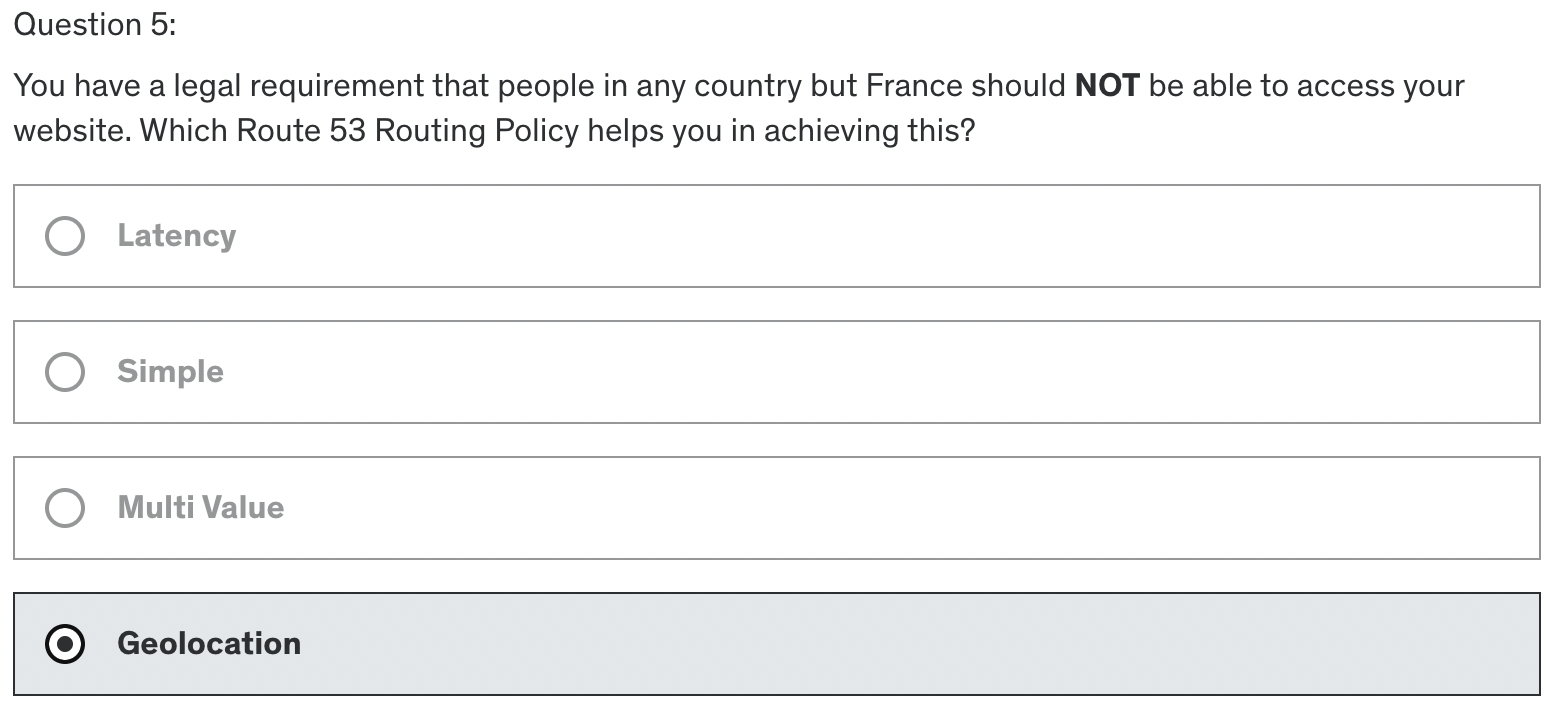 Question 5:
You have a legal requirement that people in any country but France should NOT be able to access your
website. Which Route 53 Routing Policy helps you in achieving this?
Latency
Simple
Multi Value
Geolocation